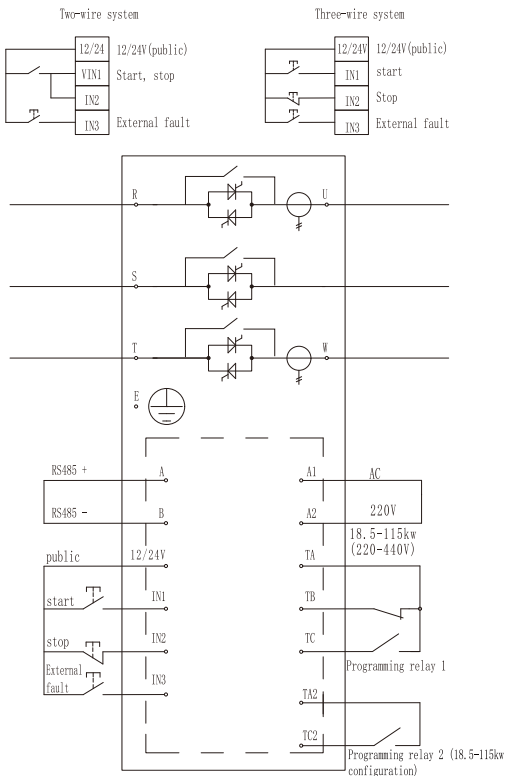 Two-wire system
Three-wire system
12/24
12/24V(public)
VIN1
Start, stop
IN2
IN3
External fault
12/24V
12/24V(public)
IN1
start
IN2
Stop
IN3
External fault
R
U
S
T
W
E
RS485 +
A
A1
AC
RS485 -
B
A2
220V
18.5-115kw
(220-440V)
public
12/24V
TA
start
IN1
TB
stop
IN2
TC
External
fault
IN3
Programming relay 1
TA2
TC2
Programming relay 2 (18.5-115kw
configuration)